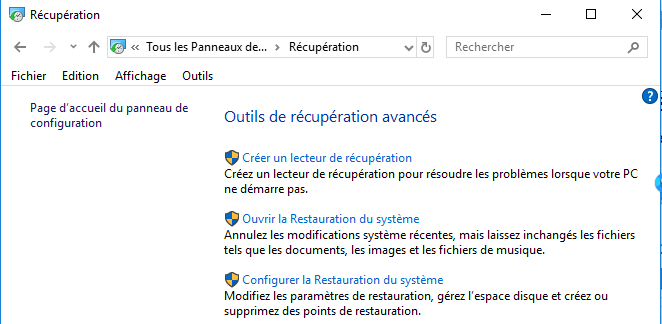 Récupération
Tous les Panneaux de... Récupération
Rechercher
Fichier Edition Affichage Outils
?
Page d'accueil du panneau de
configuration
Outils de récupération avancés
Créer un lecteur de récupération
Créez un lecteur de récupération pour résoudre les problèmes lorsque votre PC
ne démarre pas.
Ouvrir la Restauration du système
Annulez les modifications système récentes, mais laissez inchangés les fichiers
tels que les documents, les images et les fichiers de musique.
Configurer la Restauration du système
Modifiez les paramètres de restauration, gérez l'espace disque et créez ou
supprimez des points de restauration.